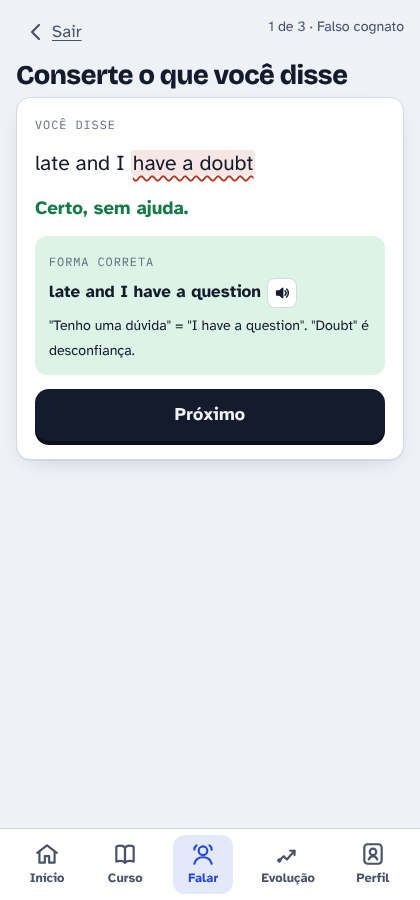 Sair
1 de 3 · Falso cognato
Conserte o que você disse
VOCÊ DISSE
late and I have a doubt
Certo, sem ajuda.
FORMA CORRETA
late and I have a question
"Tenho uma dúvida" = "I have a question". "Doubt" é
desconfiança.
Próximo
Início
Curso
Falar
Evolução
Perfil